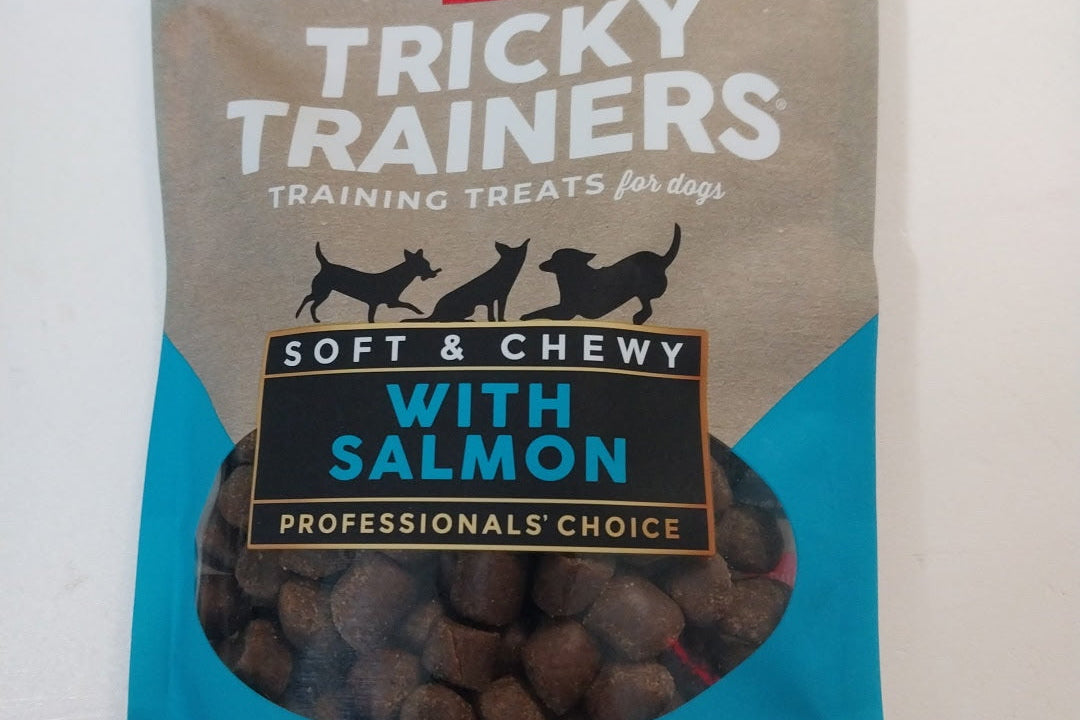 TRICKY
TRAINERS®
TRAINING TREATS for dogs
SOFT & CHEWY
WITH
SALMON
PROFESSIONALS' CHOICE